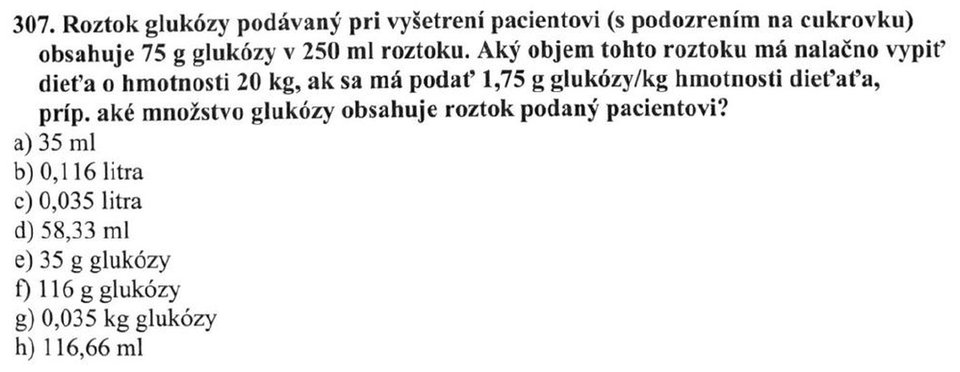 307. Roztok glukózy podávaný pri vyšetrení pacientovi (s podozrením na cukrovku)
obsahuje 75 g glukózy v 250 ml roztoku. Aký objem tohto roztoku má nalačno vypiť
dieťa o hmotnosti 20 kg, ak sa má podať 1,75 g glukózy/kg hmotnosti dieťaťa,
príp. aké množstvo glukózy obsahuje roztok podaný pacientovi?
a) 35 ml
b) 0,116 litra
c) 0,035 litra
d) 58,33 ml
e) 35 g glukózy
f) 116 g glukózy
g) 0,035 kg glukózy
h) 116,66 ml